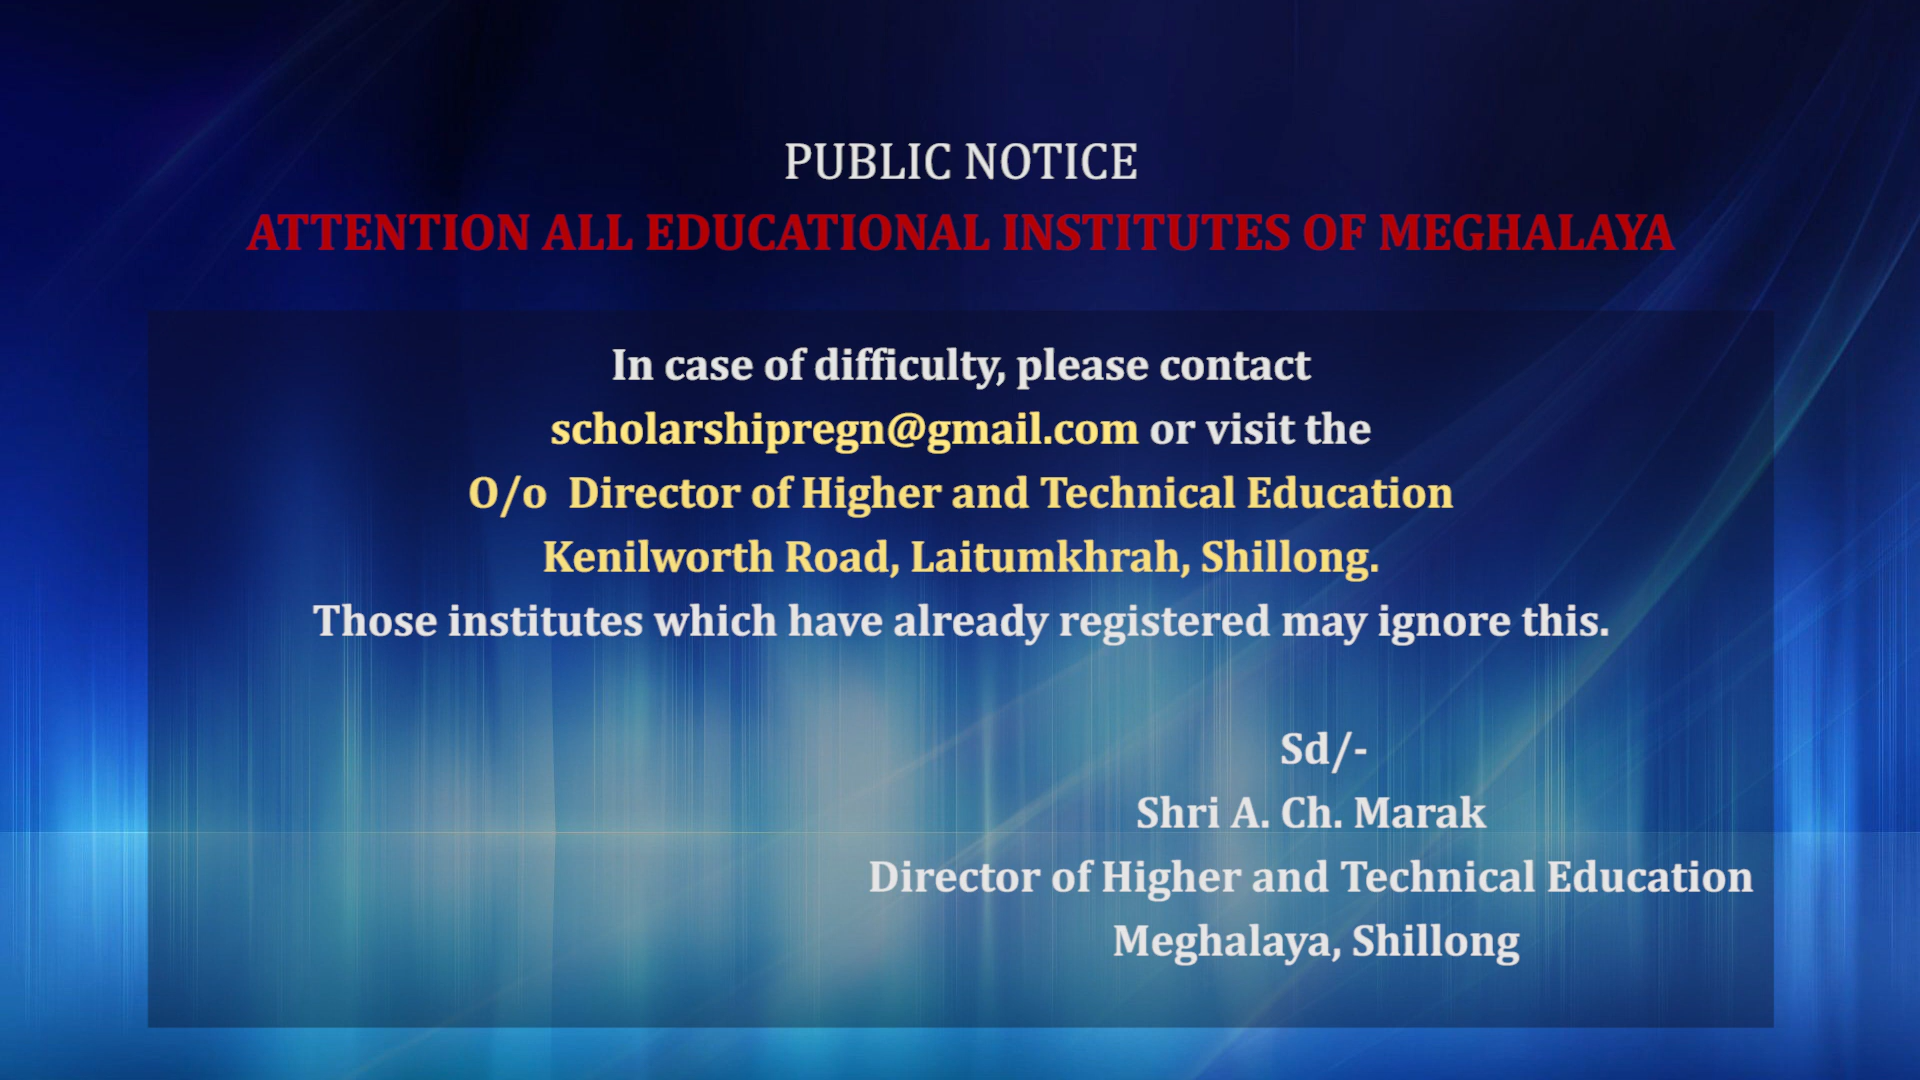 PUBLIC NOTICE
ATTENTION ALL EDUCATIONAL INSTITUTES OF MEGHALAYA
In case of difficulty, please contact
scholarshipregn@gmail.com or visit the
O/o Director of Higher and Technical Education
Kenilworth Road, Laitumkhrah, Shillong.
Those institutes which have already registered may ignore this.
Sd/-
Shri A. Ch. Marak
Director of Higher and Technical Education
Meghalaya, Shillong